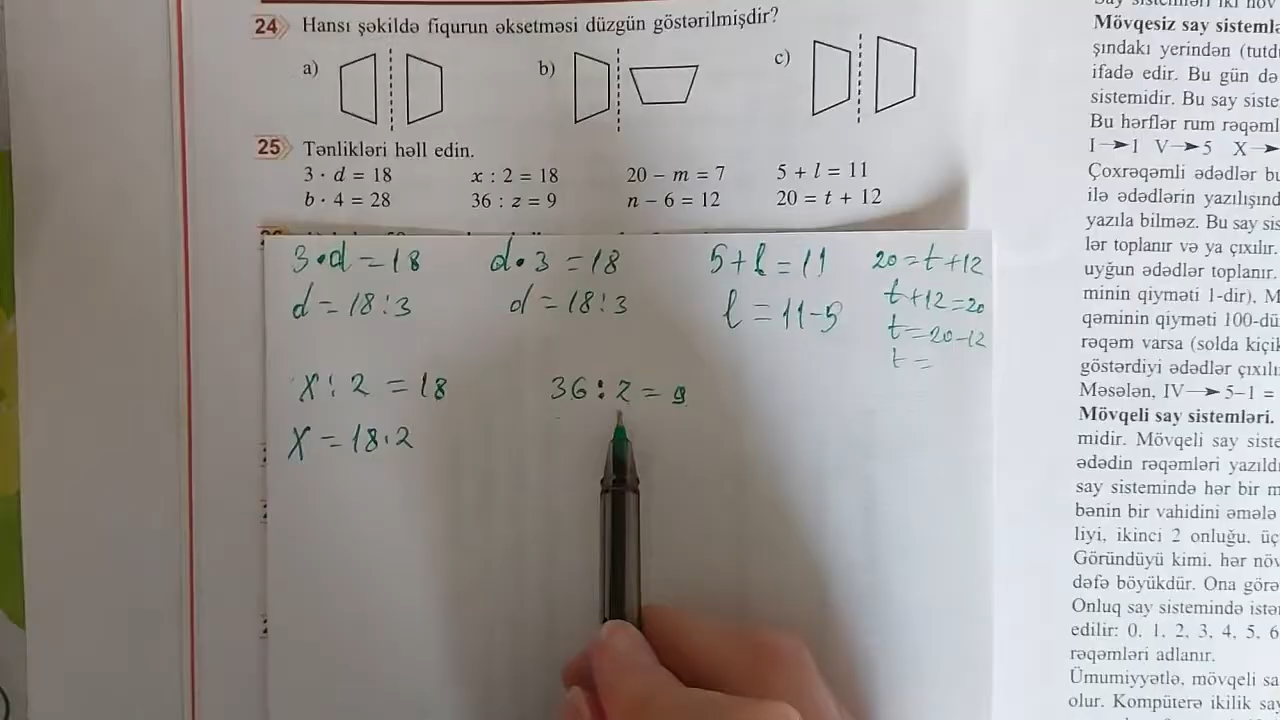 24 Hansı şəkildə fiqurun əksetməsi düzgün göstərilmişdir?
a) b) c)
25 Tənlikləri həll edin.
3 · d = 18 x : 2 = 18 20 − m = 7 5 + l = 11
b · 4 = 28 36 : z = 9 n − 6 = 12 20 = t + 12
3·d=18 d·3=18 5+l=11 20=t+12
d=18:3 d=18:3 l=11-5 t+12=20
t=20-12
t=
x:2=18 36:z=9
x=18·2
Mövqesiz say sistemlə
şındakı yerindən (tutdu
ifadə edir. Bu gün də
sistemidir. Bu say siste
Bu hərflər rum rəqəml
I→1 V→5 X→
Çoxrəqəmli ədədlər bu
ilə ədədlərin yazılışınd
yazıla bilməz. Bu say sis
lər toplanır və ya çıxılır.
uyğun ədədlər toplanır.
minin qiyməti 1-dir). M
qəminin qiyməti 100-dü
rəqəm varsa (solda kiçik
göstərdiyi ədədlər çıxılı
Məsələn, IV→5–1 =
Mövqeli say sistemləri.
midir. Mövqeli say siste
ədədin rəqəmləri yazıldı
say sistemində hər bir m
bənin bir vahidini əmələ
liyi, ikinci 2 onluğu. üç
Göründüyü kimi. hər növ
dəfə böyükdür. Ona görə
Onluq say sistemində istə
edilir: 0. 1. 2. 3. 4. 5. 6
rəqəmləri adlanır.
Ümumiyyətlə, mövqeli sa
olur. Kompüterə ikilik say